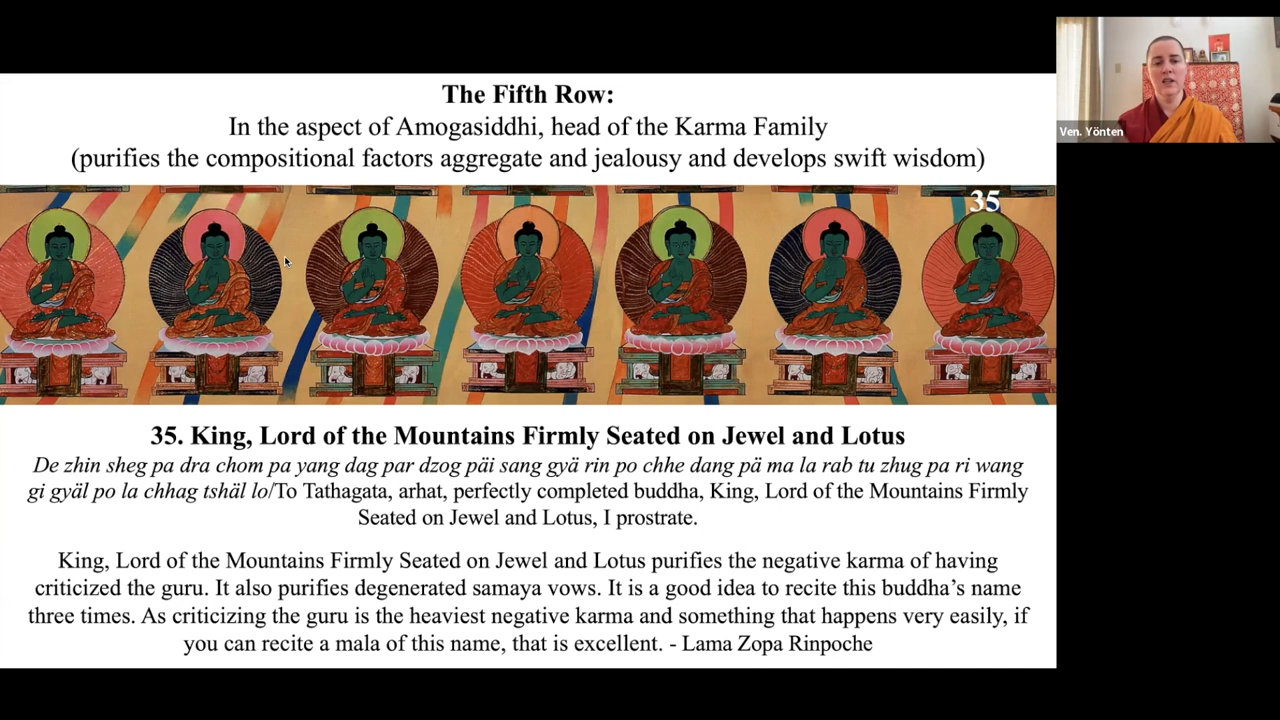 The Fifth Row:
In the aspect of Amogasiddhi, head of the Karma Family
(purifies the compositional factors aggregate and jealousy and develops swift wisdom)
35
35. King, Lord of the Mountains Firmly Seated on Jewel and Lotus
De zhin sheg pa dra chom pa yang dag par dzog päi sang gyä rin po chhe dang pä ma la rab tu zhug pa ri wang
gi gyäl po la chhag tshäl lo/To Tathagata, arhat, perfectly completed buddha, King, Lord of the Mountains Firmly
Seated on Jewel and Lotus, I prostrate.
King, Lord of the Mountains Firmly Seated on Jewel and Lotus purifies the negative karma of having
criticized the guru. It also purifies degenerated samaya vows. It is a good idea to recite this buddha’s name
three times. As criticizing the guru is the heaviest negative karma and something that happens very easily, if
you can recite a mala of this name, that is excellent. - Lama Zopa Rinpoche
Ven. Yönten